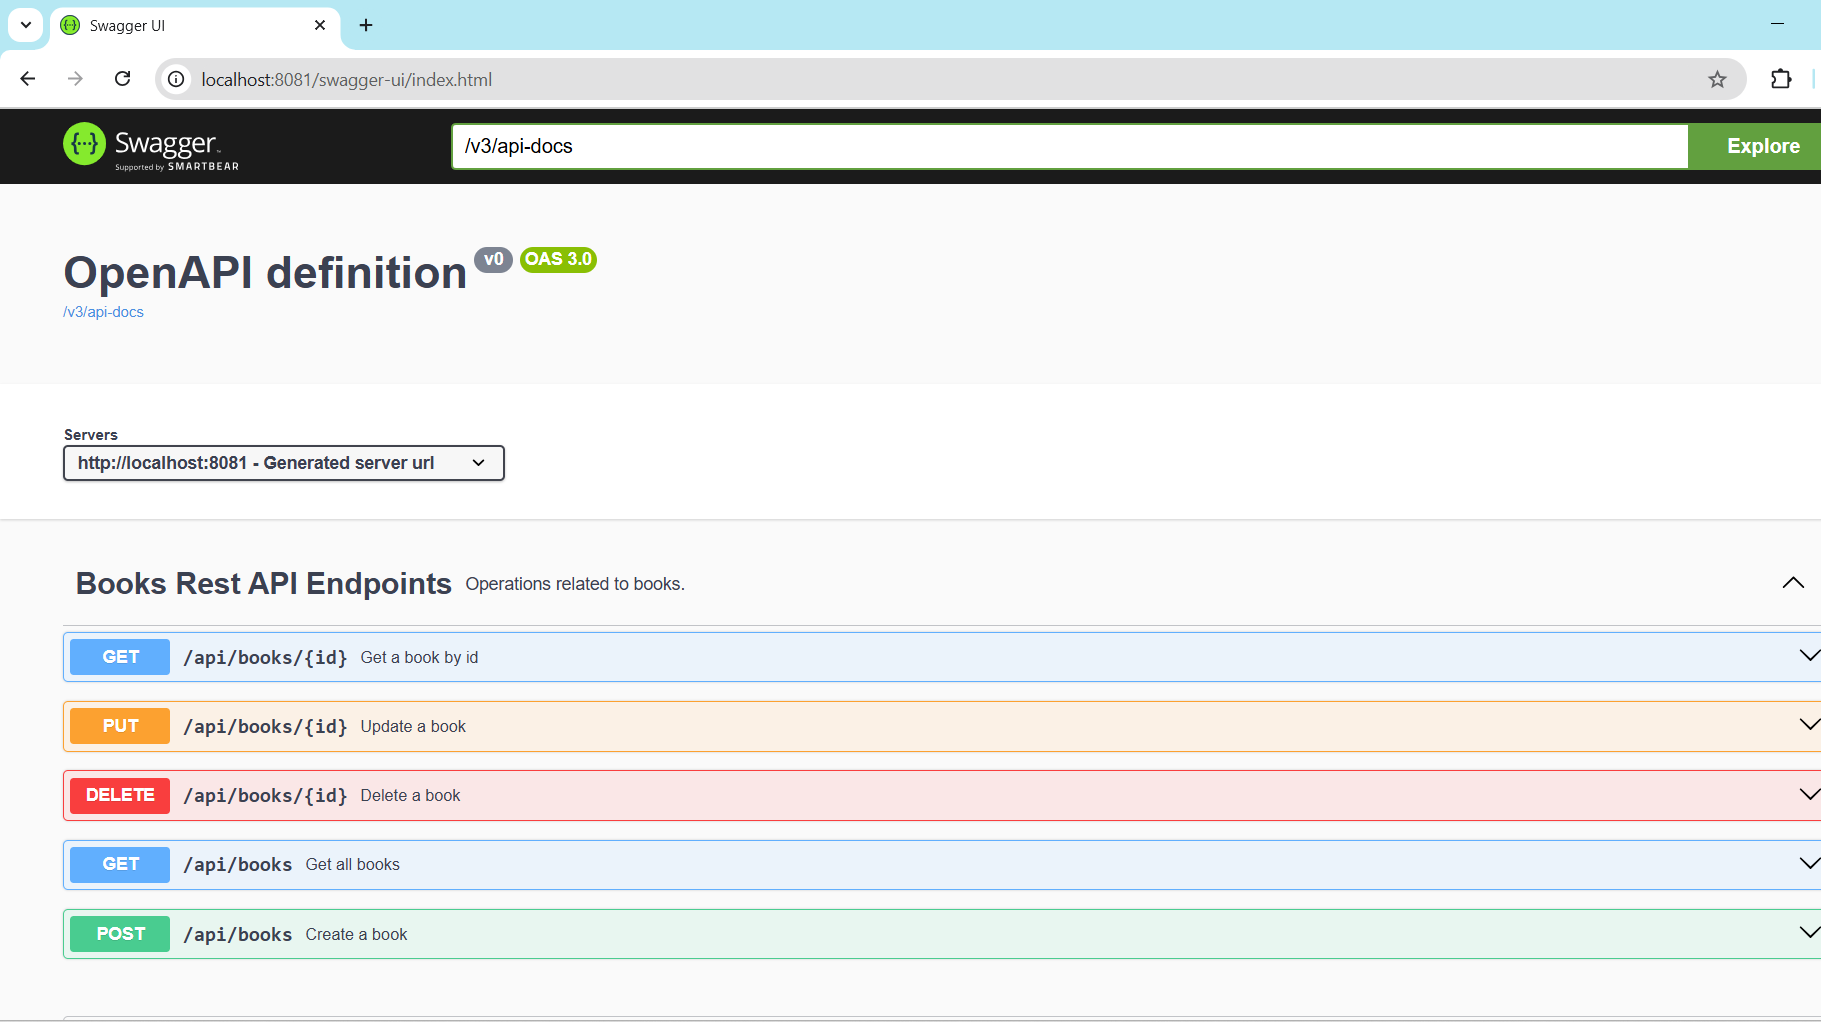 Swagger UI
localhost:8081/swagger-ui/index.html
{···} Swagger™
Supported by SMARTBEAR
/v3/api-docs
Explore
OpenAPI definition v0 OAS 3.0
/v3/api-docs
Servers
http://localhost:8081 - Generated server url
Books Rest API Endpoints Operations related to books.
GET /api/books/{id} Get a book by id
PUT /api/books/{id} Update a book
DELETE /api/books/{id} Delete a book
GET /api/books Get all books
POST /api/books Create a book